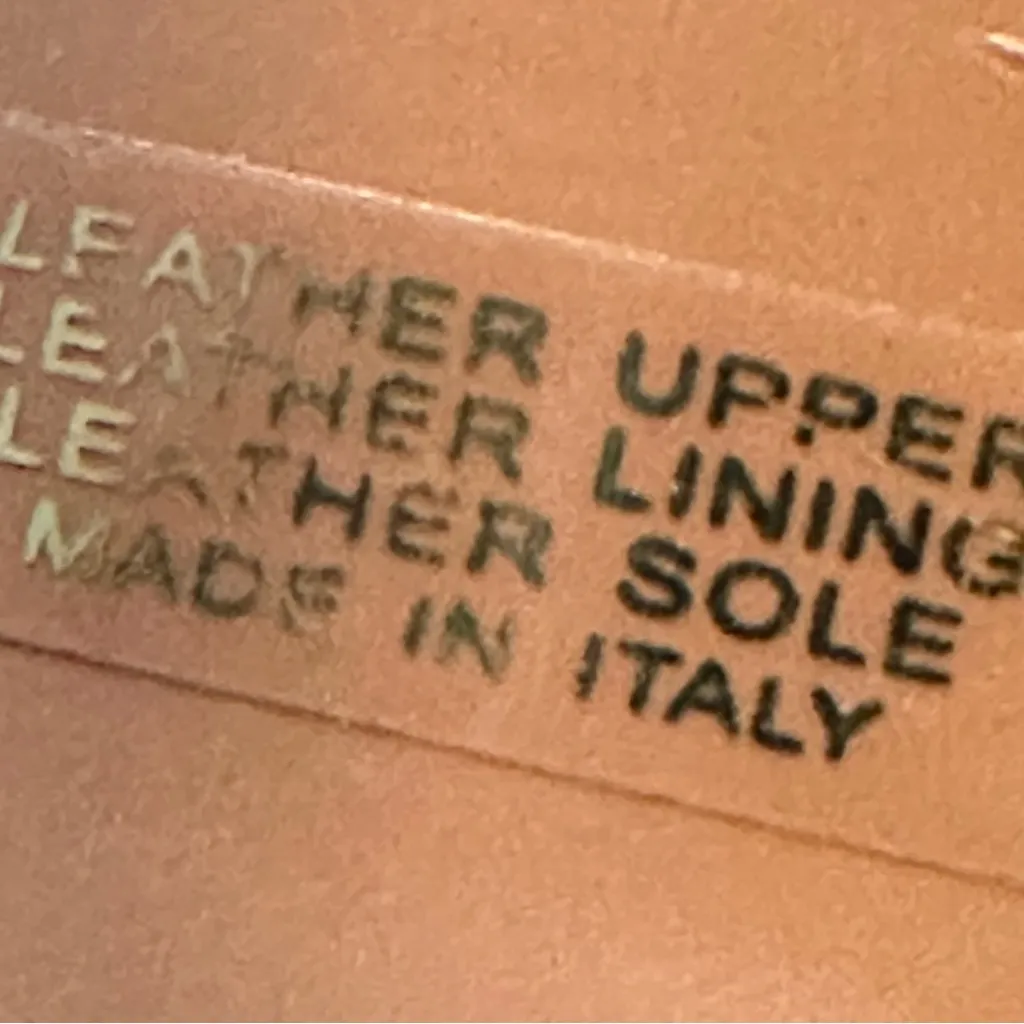 LEATHER UPPER
LEATHER LINING
LEATHER SOLE
MADE IN ITALY